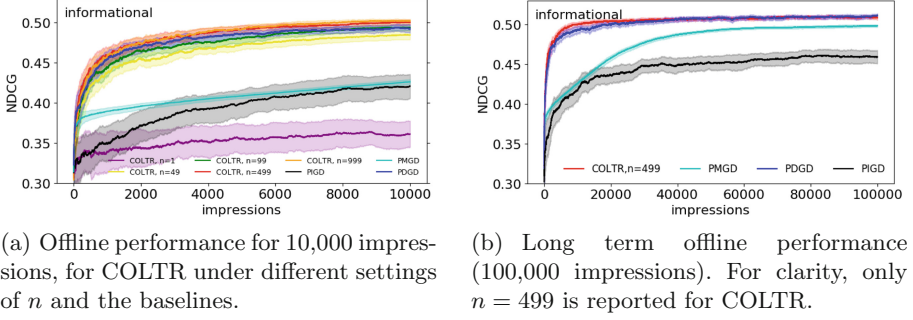 informational
NDCG
0.50
0.45
0.40
0.35
0.30
COLTR, n=1
COLTR, n=99
COLTR, n=999
PMGD
COLTR, n=49
COLTR, n=499
PIGD
PDGD
0
2000
4000
6000
8000
10000
impressions
(a) Offline performance for 10,000 impres-
sions, for COLTR under different settings
of n and the baselines.
informational
NDCG
0.50
0.45
0.40
0.35
0.30
COLTR,n=499
PMGD
PDGD
PIGD
0
20000
40000
60000
80000
100000
impressions
(b) Long term offline performance
(100,000 impressions). For clarity, only
n = 499 is reported for COLTR.